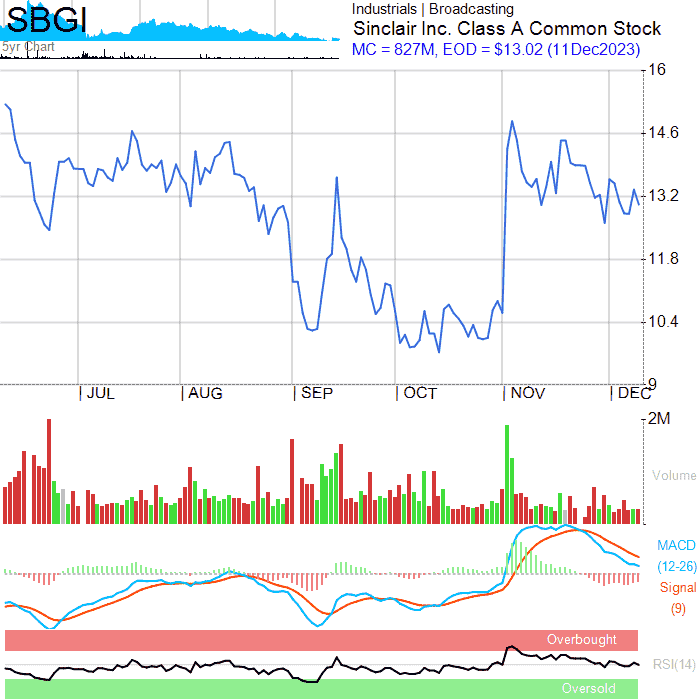 SBGI
5yr Chart
Industrials | Broadcasting
Sinclair Inc. Class A Common Stock
MC = 827M, EOD = $13.02 (11Dec2023)
16
14.6
13.2
11.8
10.4
9
| JUL | AUG | SEP | OCT | NOV | DEC
2M
Volume
MACD
(12-26)
Signal
(9)
Overbought
RSI(14)
Oversold